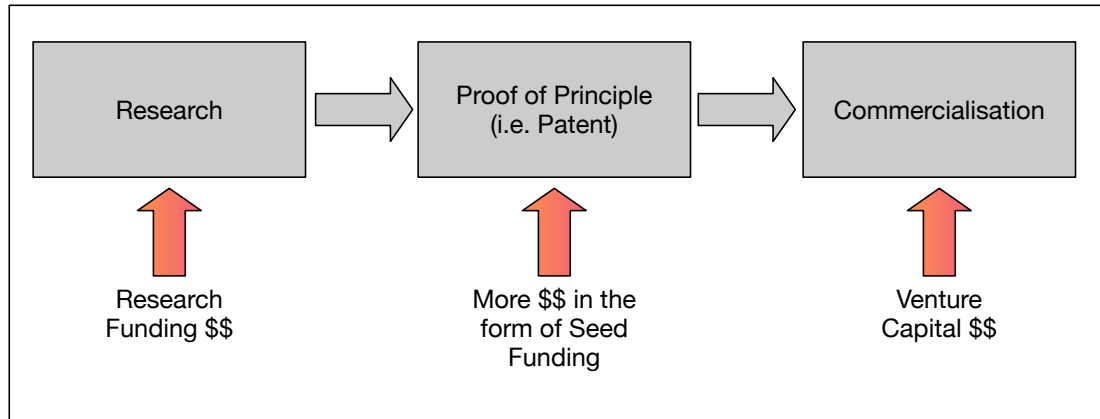 Research
Proof of Principle
(i.e. Patent)
Commercialisation
Research
Funding $$
More $$ in the
form of Seed
Funding
Venture
Capital $$